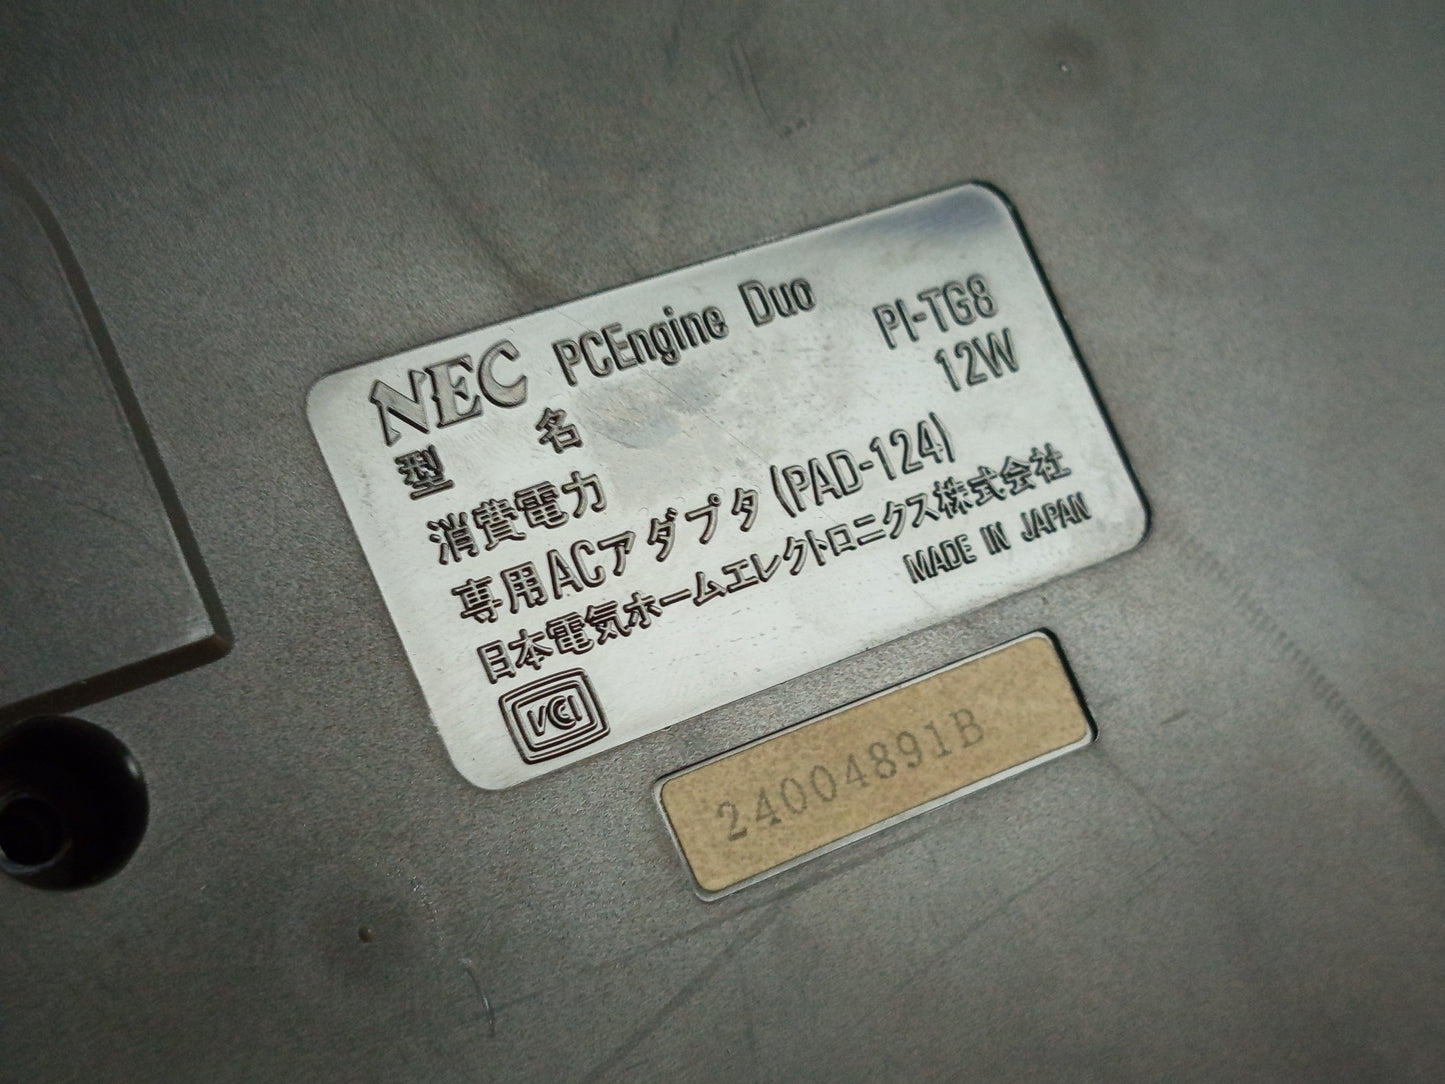 NEC PCEngine Duo
型名 PI-TG8
消費電力 12W
専用ACアダプタ (PAD-124)
日本電気ホームエレクトロニクス株式会社
MADE IN JAPAN
VCI
24004891B